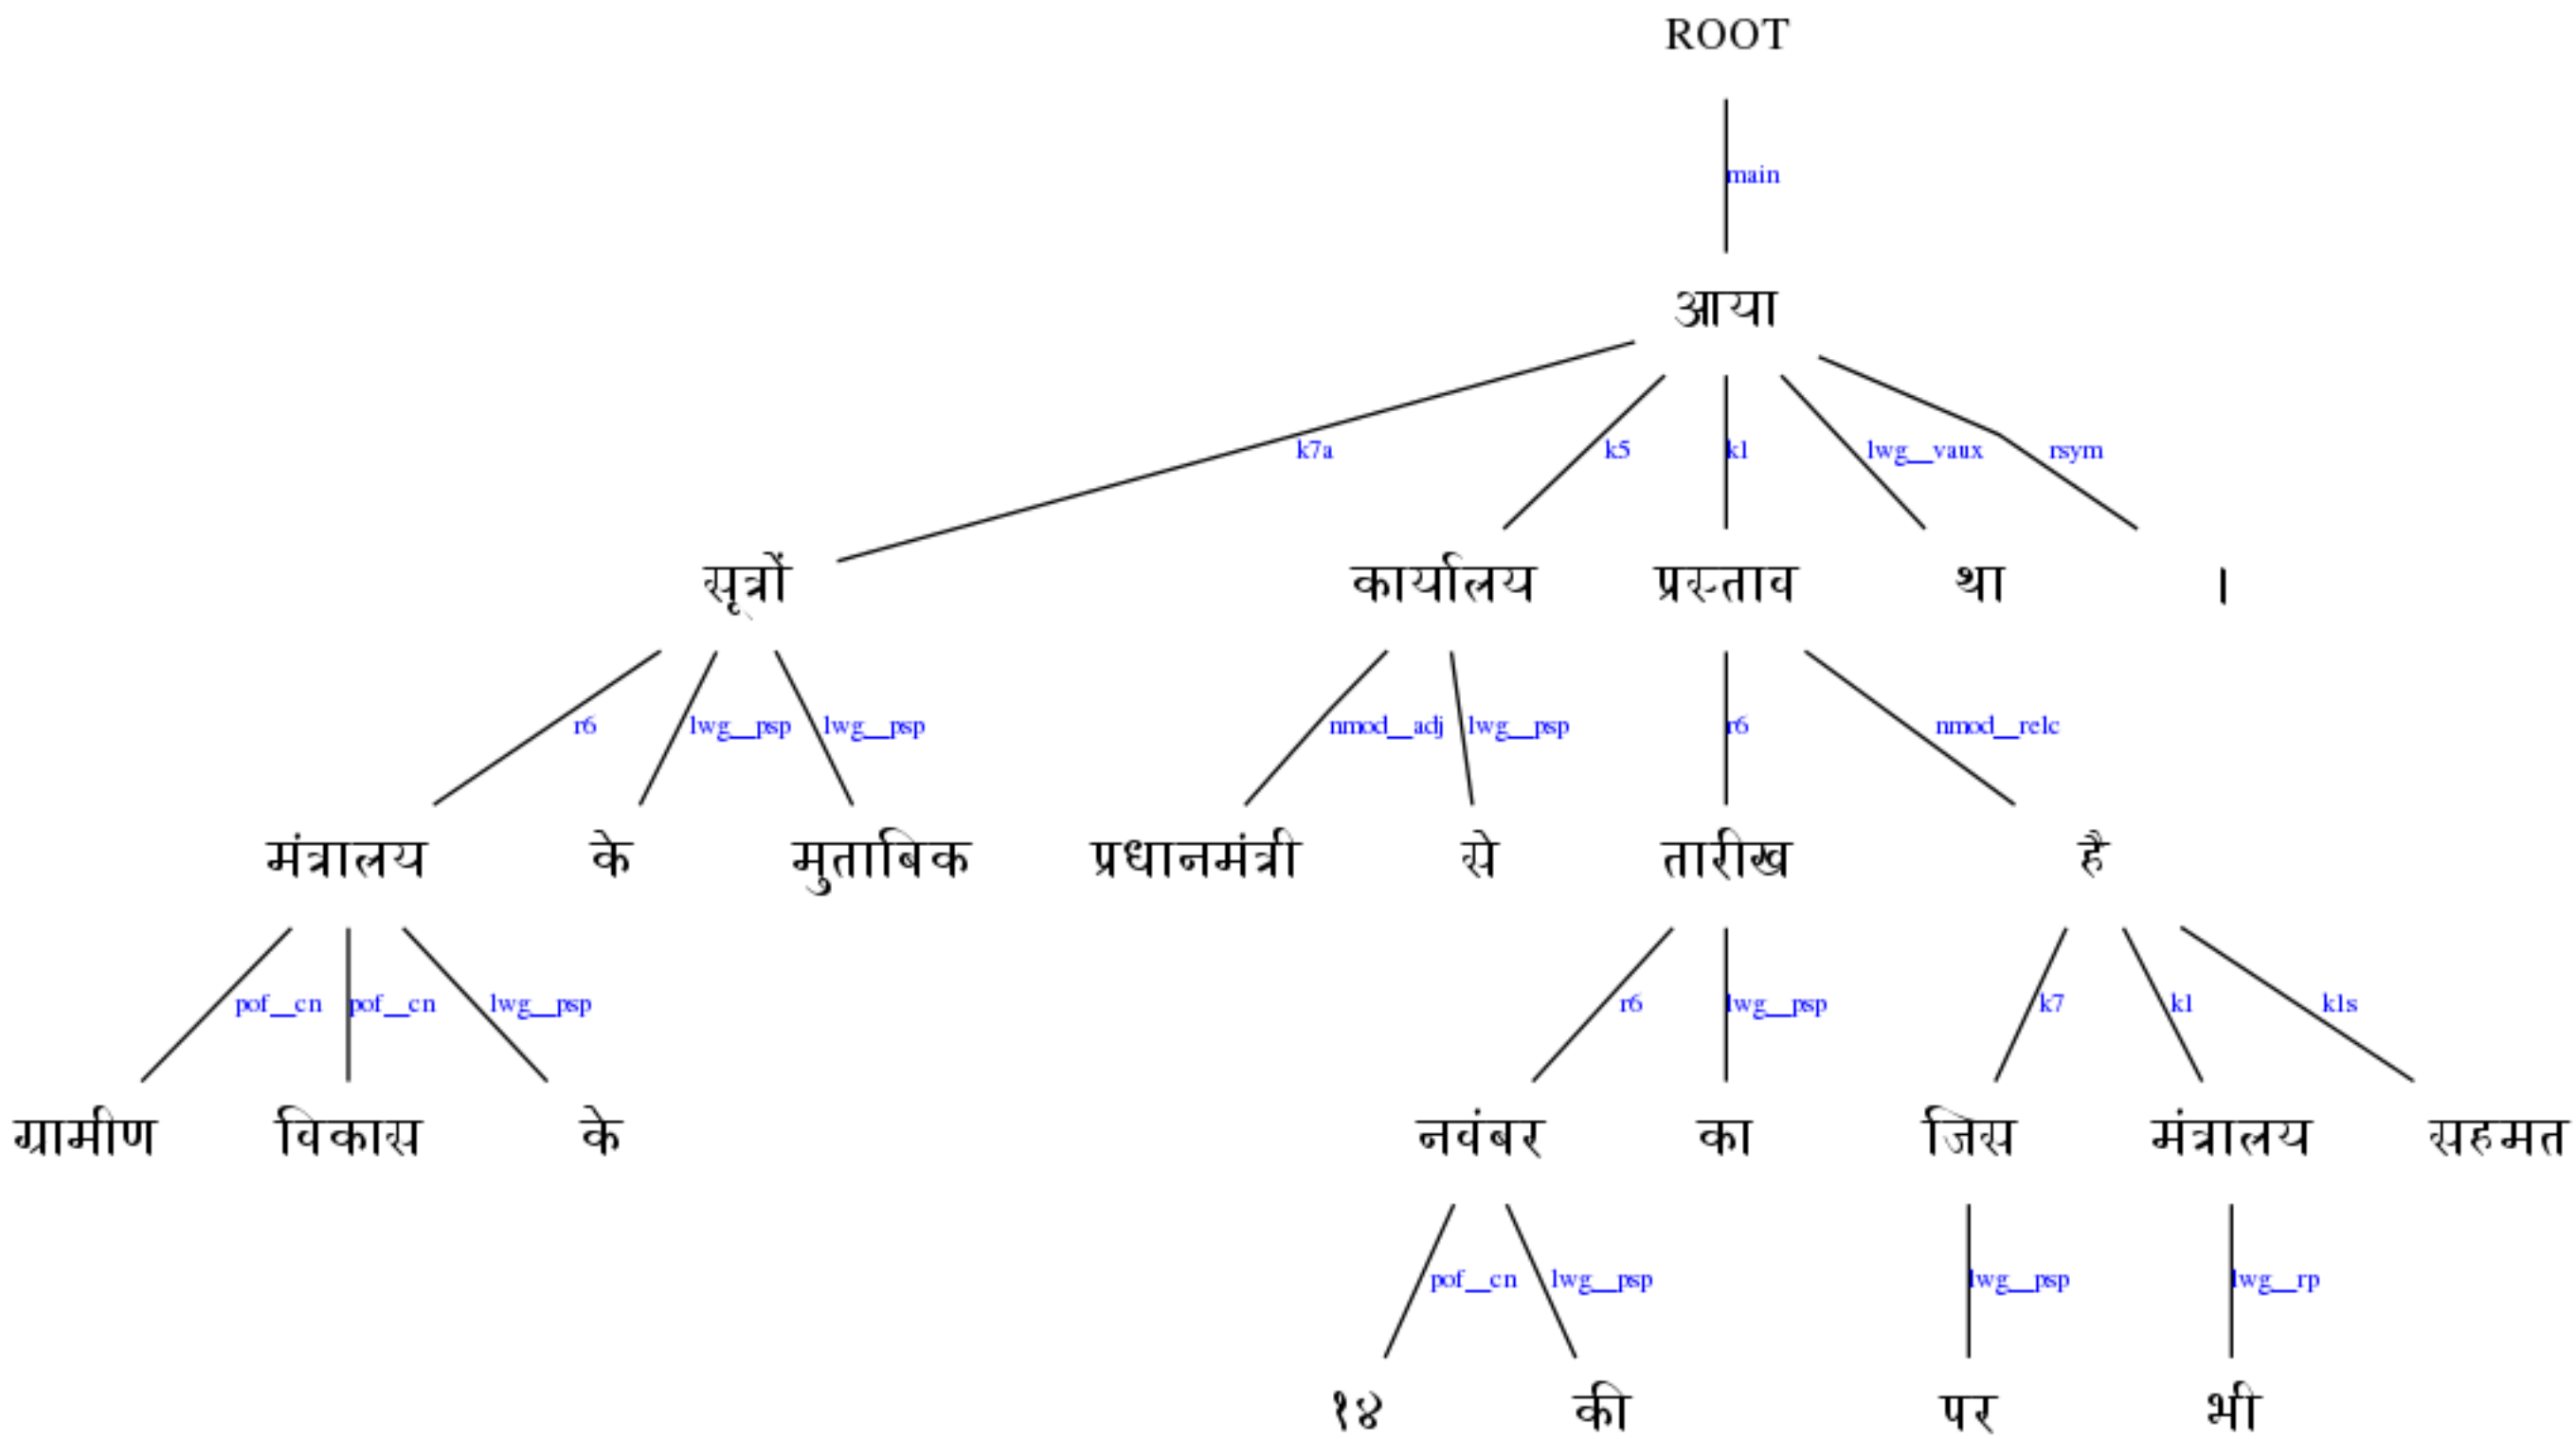 ROOT
main
आया
k7a k5 k1 lwg__vaux rsym
सूत्रों कार्यालय प्रस्ताव था ।
r6 lwg__psp lwg__psp nmod__adj lwg__psp r6 nmod__relc
मंत्रालय के मुताबिक प्रधानमंत्री से तारीख है
pof__cn pof__cn lwg__psp r6 lwg__psp k7 k1 k1s
ग्रामीण विकास के नवंबर का जिस मंत्रालय सहमत
pof__cn lwg__psp lwg__psp lwg__rp
१४ की पर भी